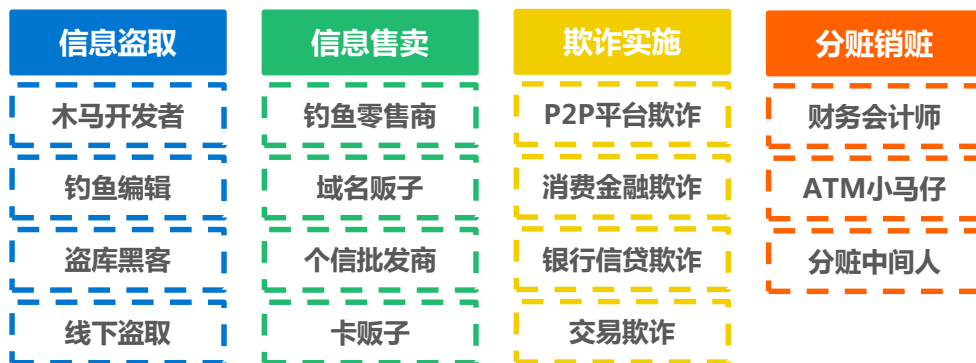 信息盗取
木马开发者
钓鱼编辑
盗库黑客
线下盗取
信息售卖
钓鱼零售商
域名贩子
个信批发商
卡贩子
欺诈实施
P2P平台欺诈
消费金融欺诈
银行信贷欺诈
交易欺诈
分赃销赃
财务会计师
ATM小马仔
分赃中间人